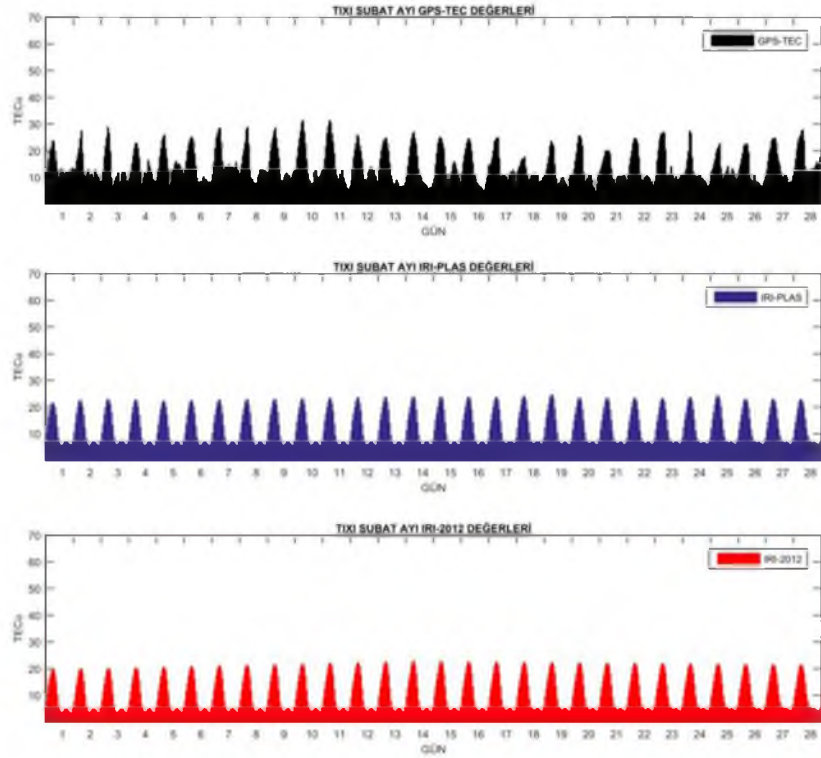 TIXI SUBAT AYI GPS-TEC DEĞERLERİ
70
60
50
40
30
20
10
TECu
GPS-TEC
1 2 3 4 5 6 7 8 9 10 11 12 13 14 15 16 17 18 19 20 21 22 23 24 25 26 27 28
GÜN
TIXI SUBAT AYI IRI-PLAS DEĞERLERİ
70
60
50
40
30
20
10
TECu
IRI-PLAS
1 2 3 4 5 6 7 8 9 10 11 12 13 14 15 16 17 18 19 20 21 22 23 24 25 26 27 28
GÜN
TIXI SUBAT AYI IRI-2012 DEĞERLERİ
70
60
50
40
30
20
10
TECu
IRI-2012
1 2 3 4 5 6 7 8 9 10 11 12 13 14 15 16 17 18 19 20 21 22 23 24 25 26 27 28
GÜN